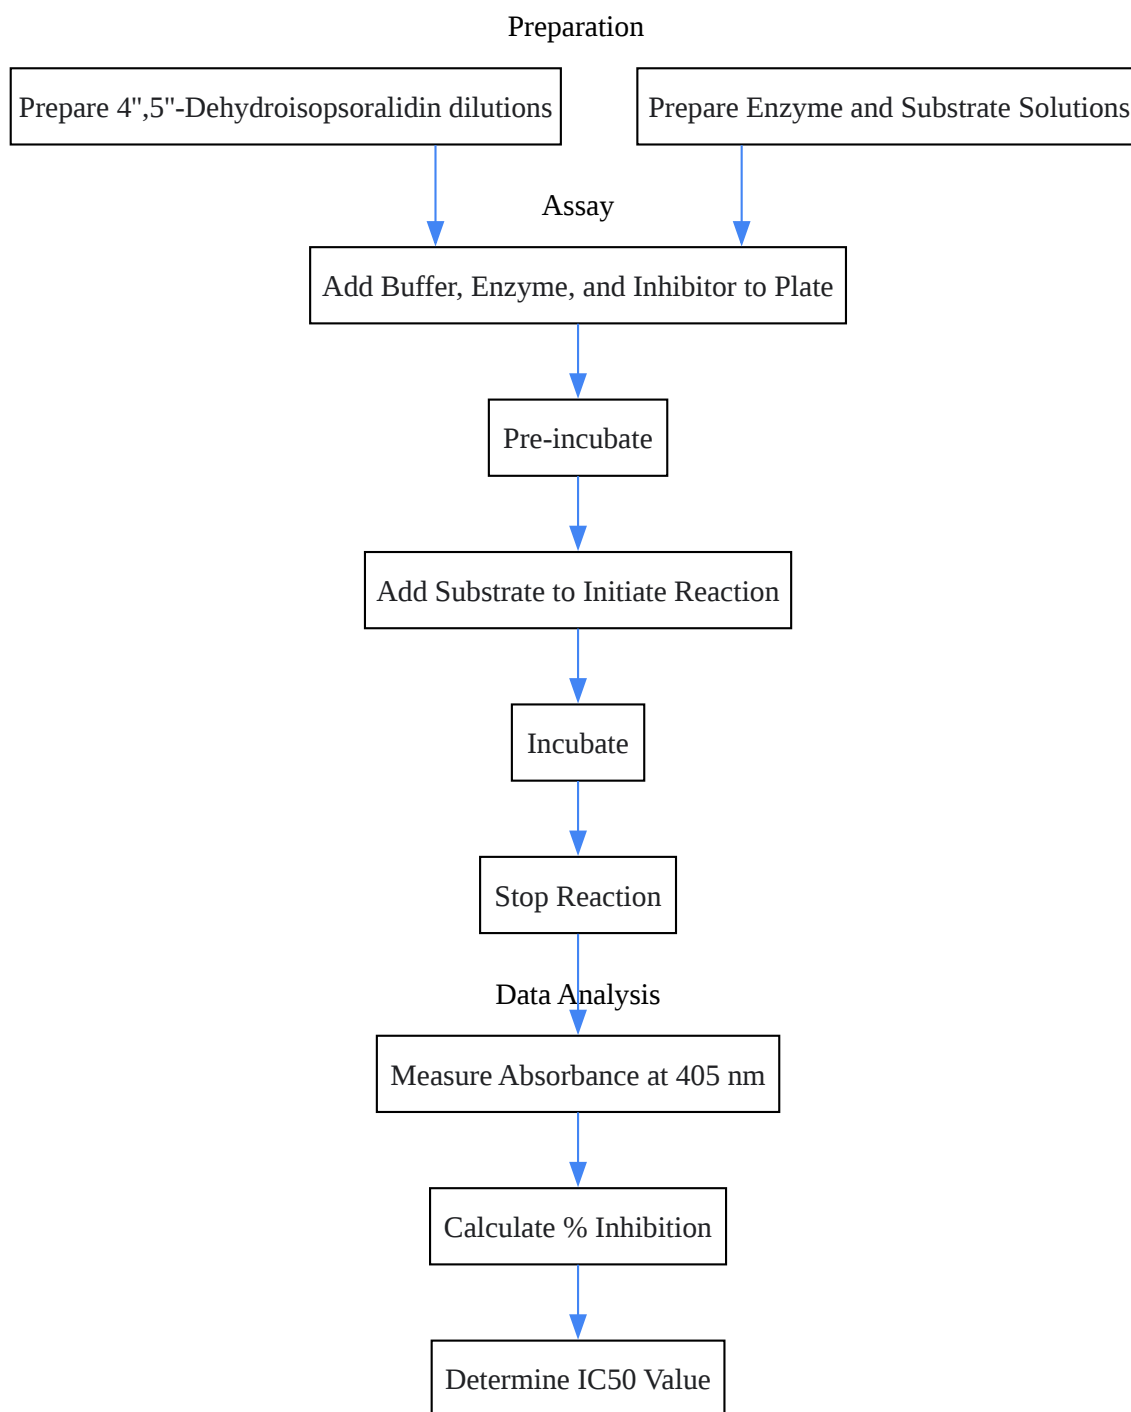 Preparation
Prepare 4'',5''-Dehydroisopsoralidin dilutions
Prepare Enzyme and Substrate Solutions
Assay
Add Buffer, Enzyme, and Inhibitor to Plate
Pre-incubate
Add Substrate to Initiate Reaction
Incubate
Stop Reaction
Data Analysis
Measure Absorbance at 405 nm
Calculate % Inhibition
Determine IC50 Value